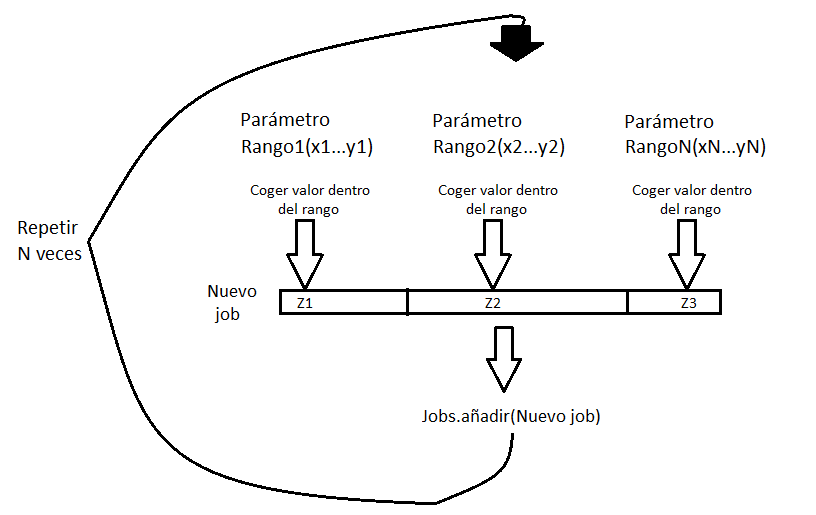 Parámetro
Rango1(x1...y1)
Parámetro
Rango2(x2...y2)
Parámetro
RangoN(xN...yN)
Coger valor dentro
del rango
Coger valor dentro
del rango
Coger valor dentro
del rango
Repetir
N veces
Nuevo
job
Z1
Z2
Z3
Jobs.añadir(Nuevo job)